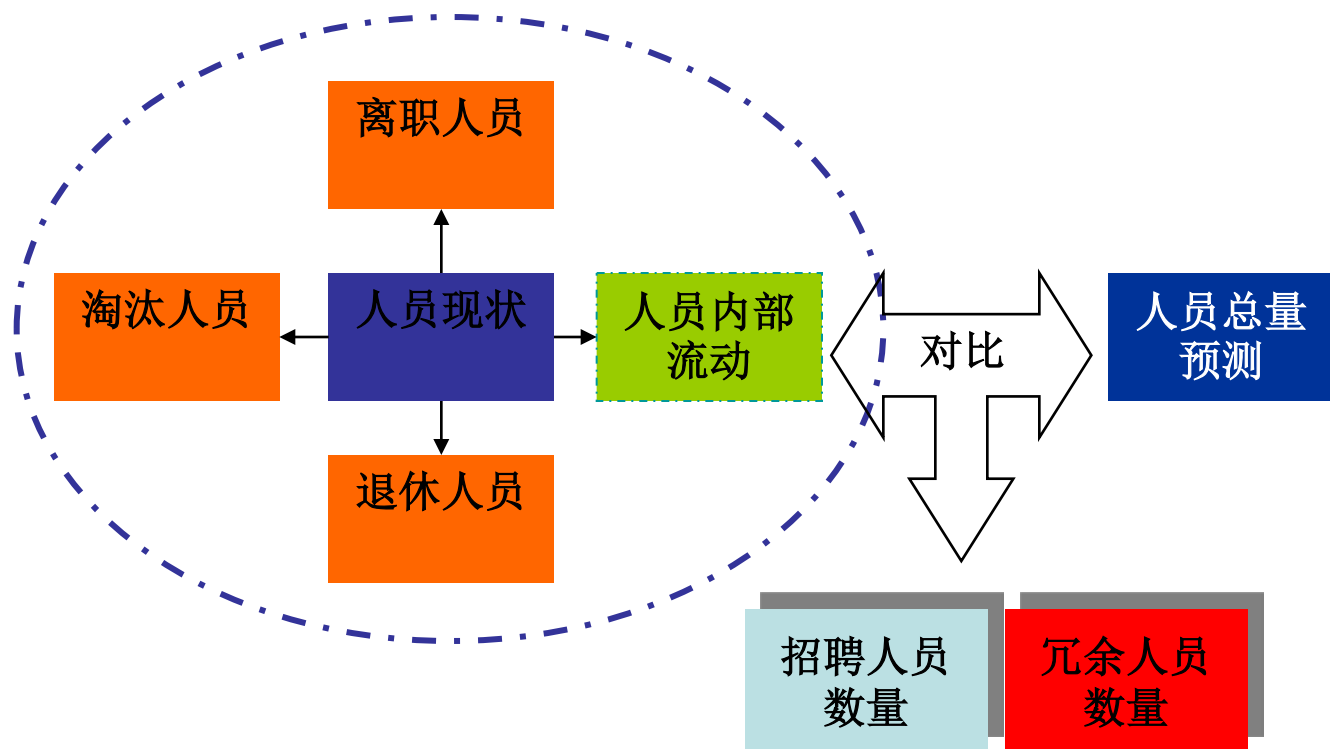 离职人员
淘汰人员
人员现状
人员内部
流动
对比
人员总量
预测
退休人员
招聘人员
数量
冗余人员
数量